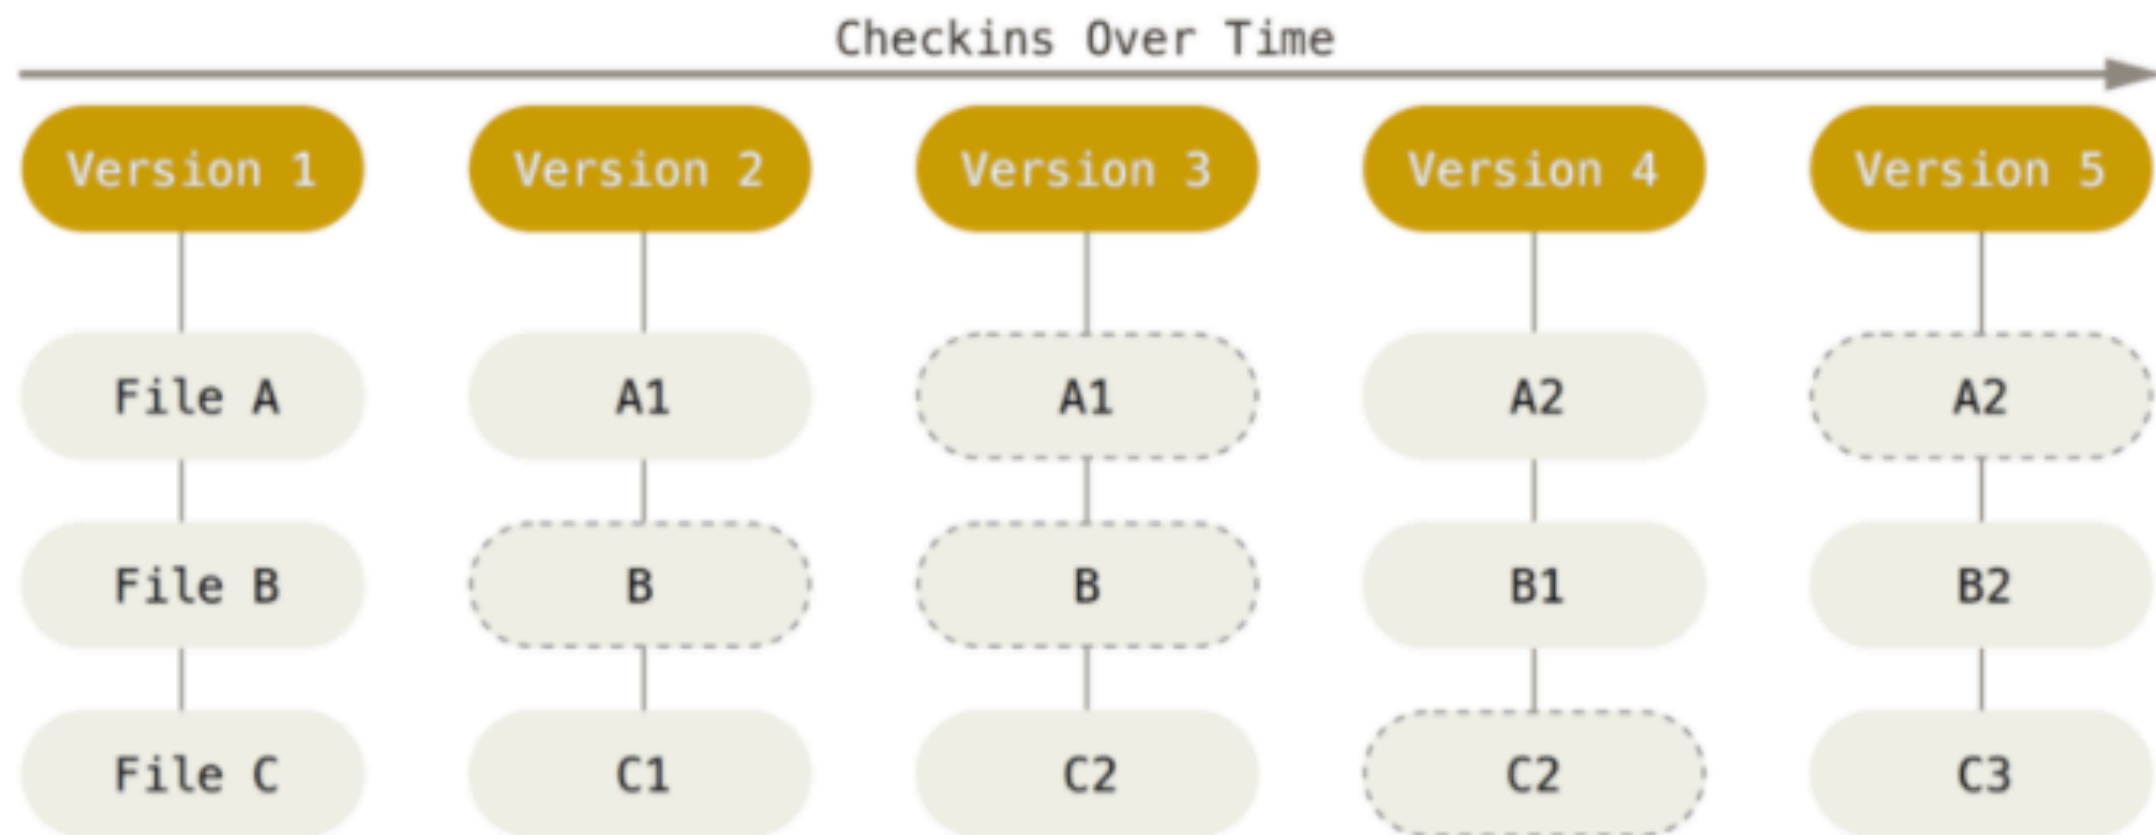 Checkins Over Time
Version 1 Version 2 Version 3 Version 4 Version 5
File A A1 A1 A2 A2
File B B B B1 B2
File C C1 C2 C2 C3